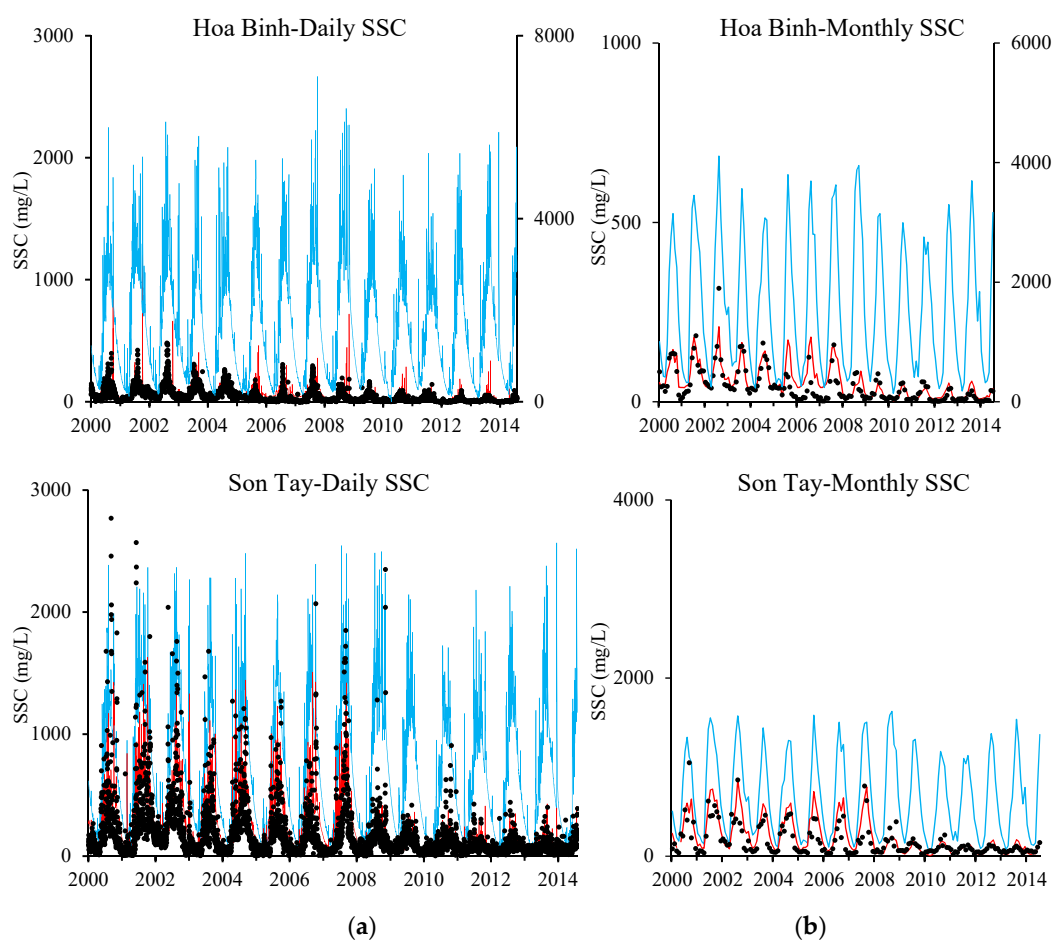 Hoa Binh-Daily SSC
3000
2000
1000
0
SSC (mg/L)
8000
4000
0
2000 2002 2004 2006 2008 2010 2012 2014
Hoa Binh-Monthly SSC
1000
500
0
SSC (mg/L)
6000
4000
2000
0
2000 2002 2004 2006 2008 2010 2012 2014
Son Tay-Daily SSC
3000
2000
1000
0
SSC (mg/L)
2000 2002 2004 2006 2008 2010 2012 2014
Son Tay-Monthly SSC
4000
2000
0
SSC (mg/L)
2000 2002 2004 2006 2008 2010 2012 2014
(a)
(b)